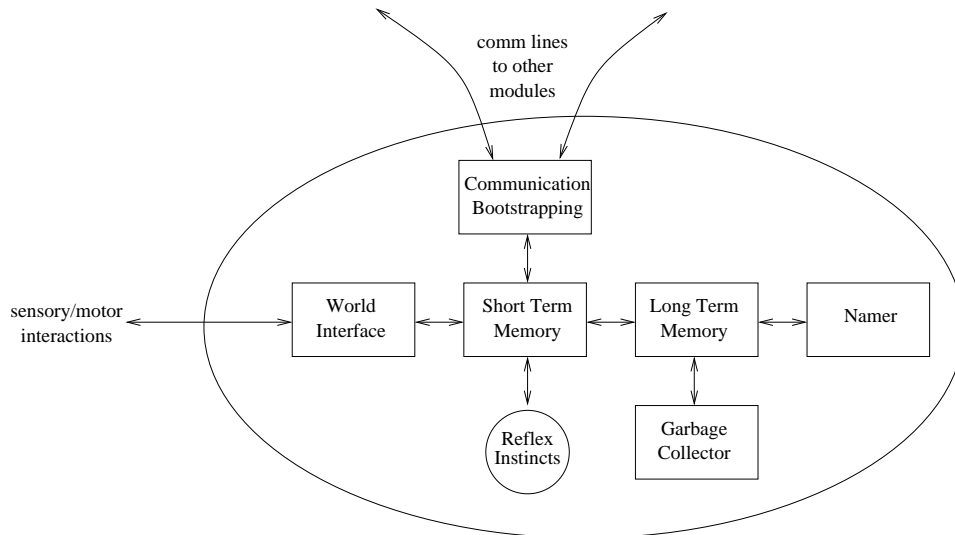 comm lines
to other
modules
Communication
Bootstrapping
sensory/motor
interactions
World
Interface
Short Term
Memory
Long Term
Memory
Namer
Reflex
Instincts
Garbage
Collector